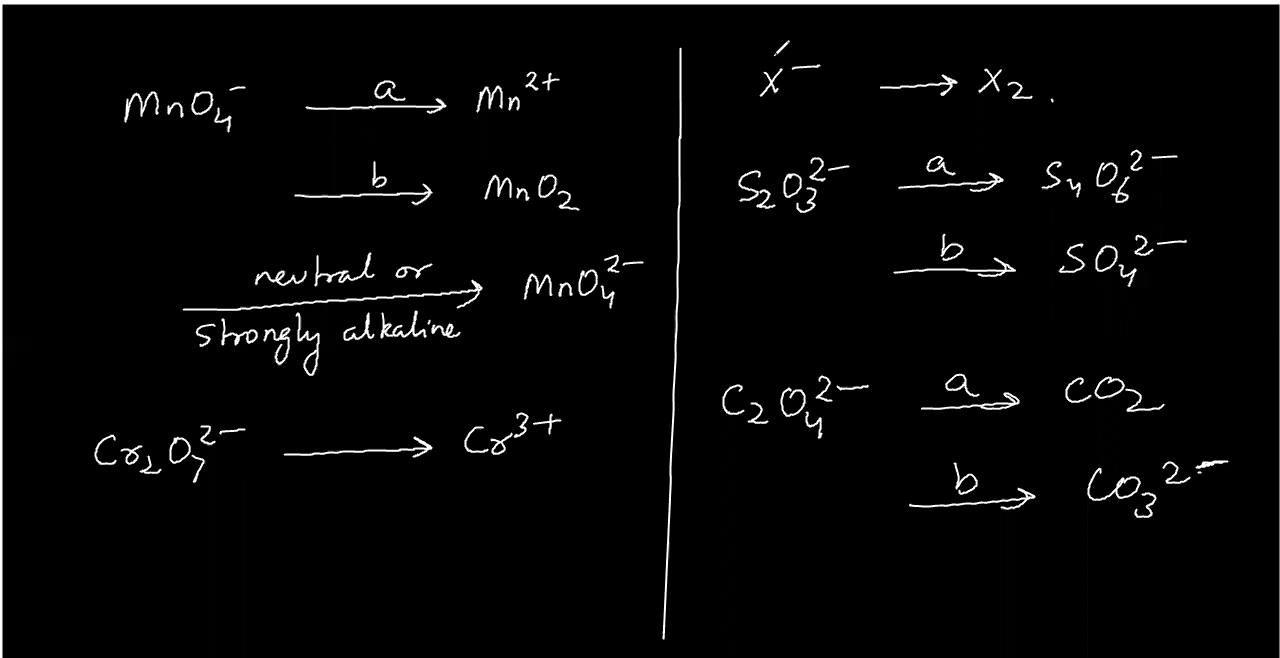 MnO₄⁻ —a→ Mn²⁺
—b→ MnO₂
neutral or
strongly alkaline → MnO₄²⁻
Cr₂O₇²⁻ → Cr³⁺
X⁻ → X₂.
S₂O₃²⁻ —a→ S₄O₆²⁻
—b→ SO₄²⁻
C₂O₄²⁻ —a→ CO₂
—b→ CO₃²⁻